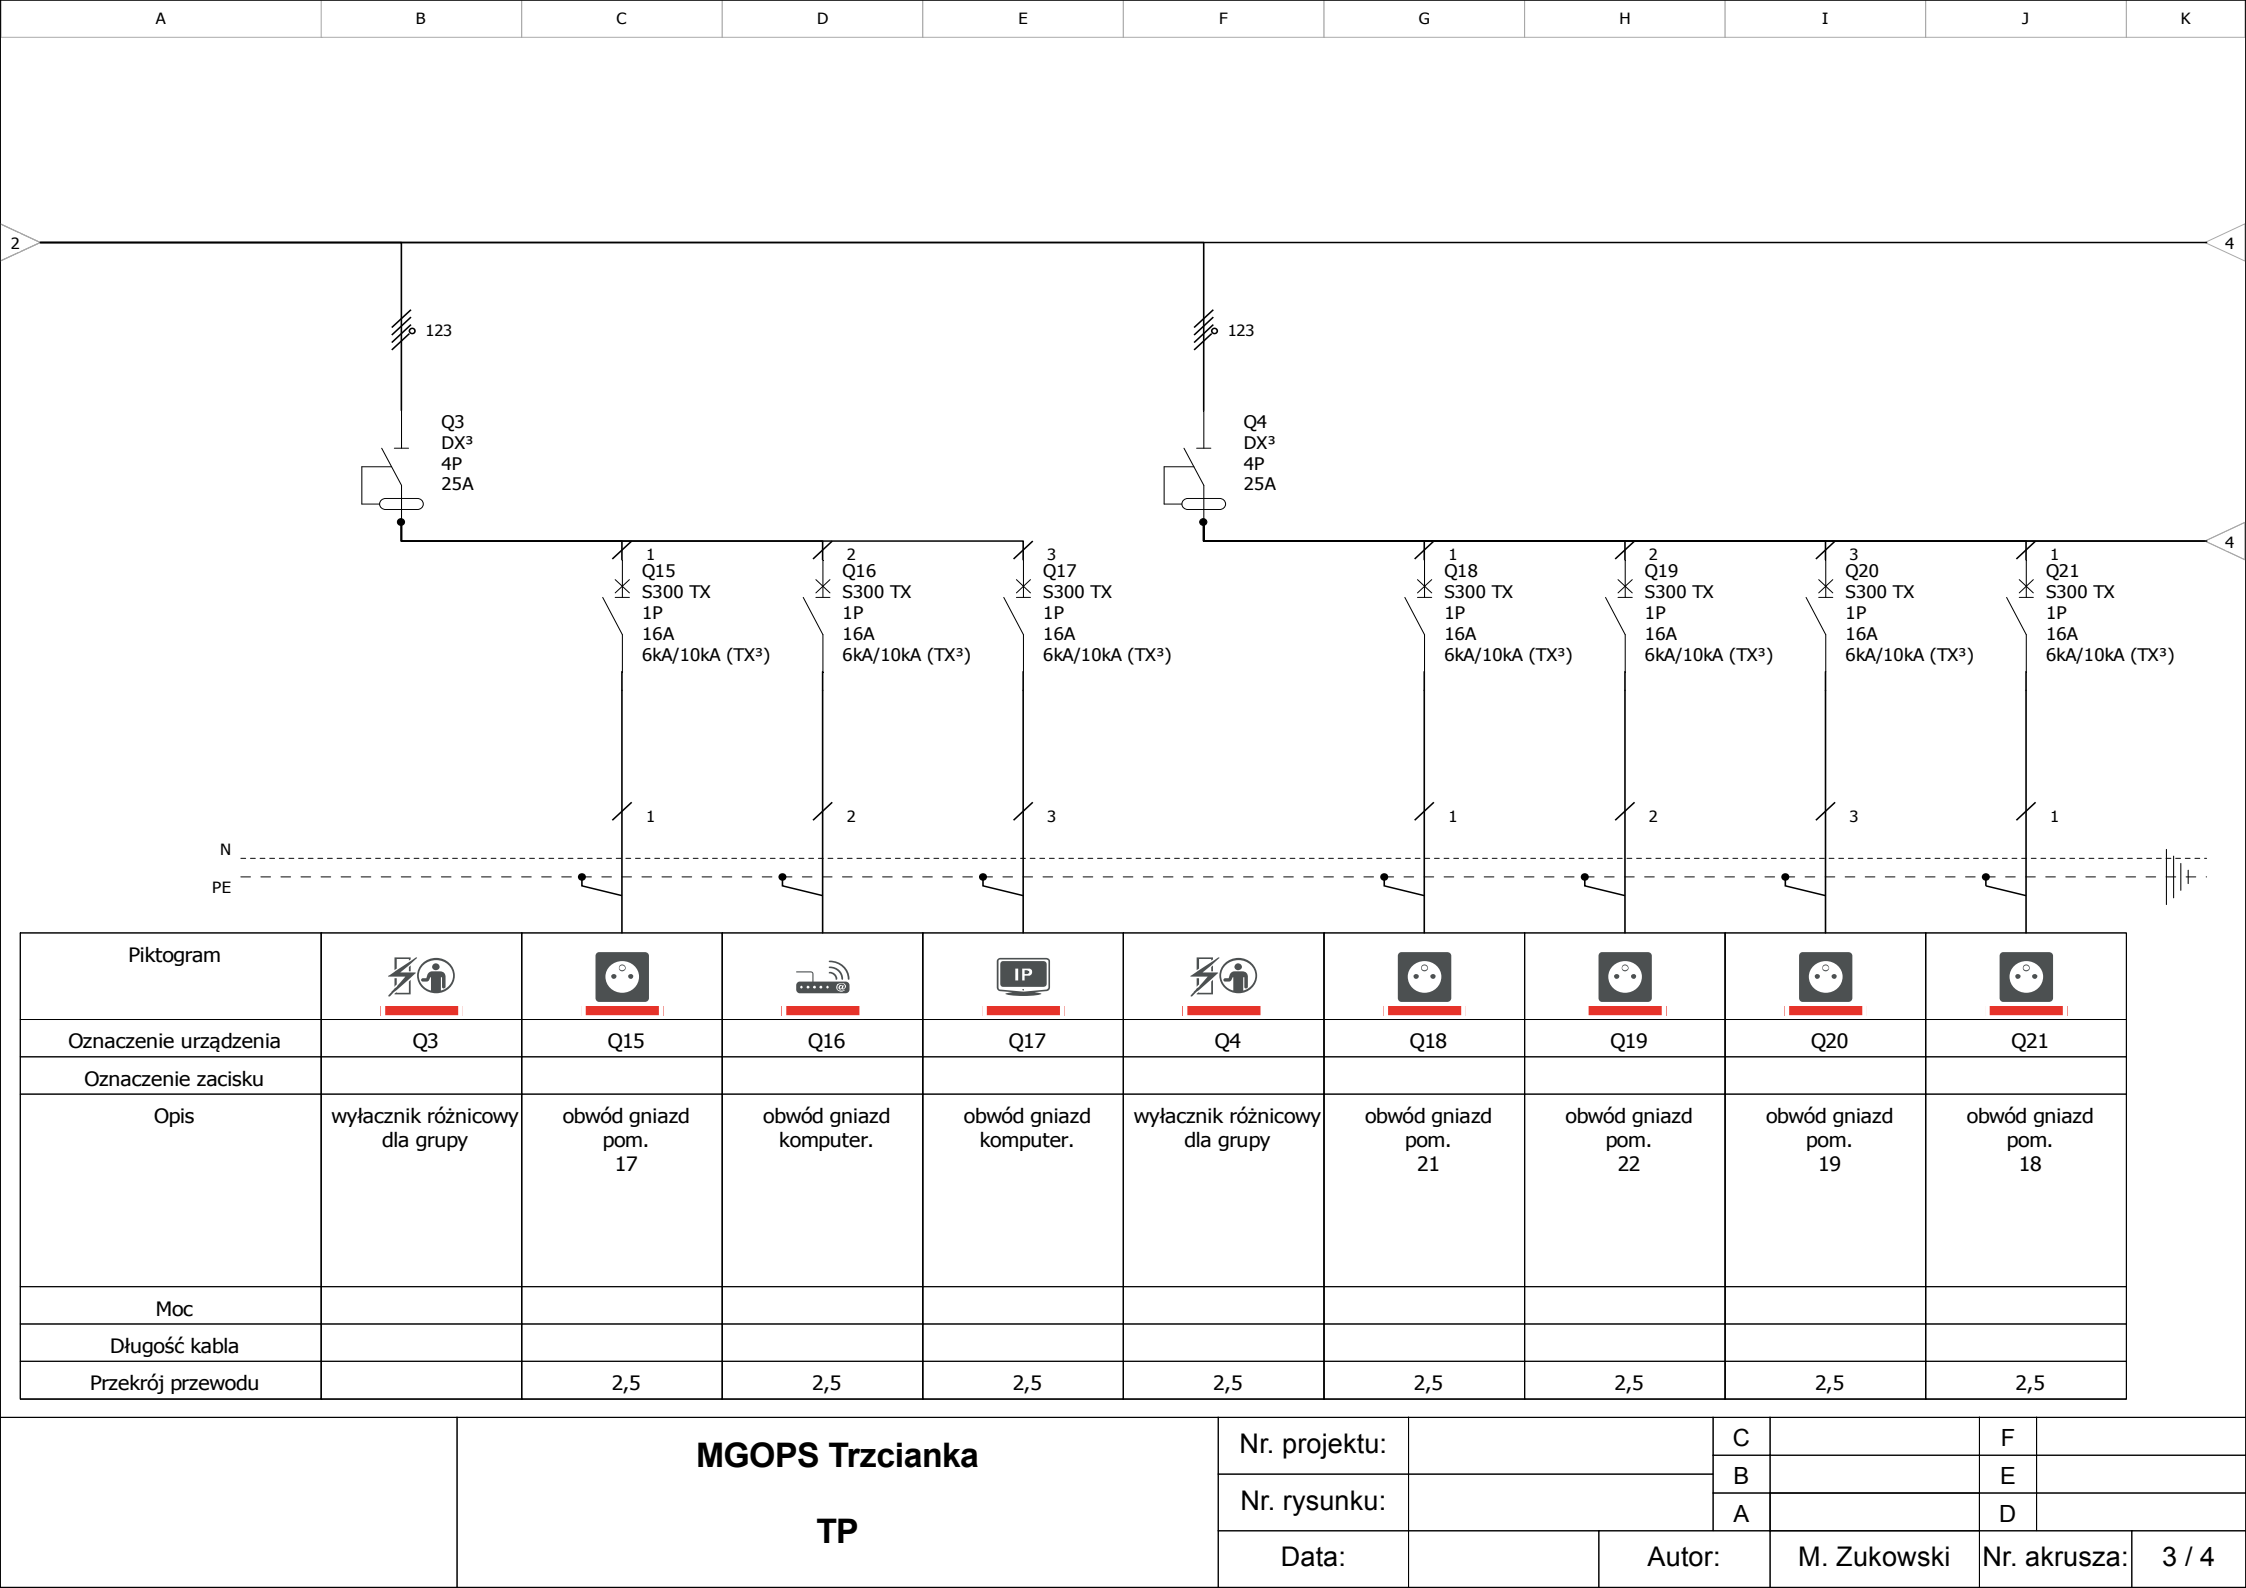 A B C D E F G H I J K
2 4
123 123
Q3 Q4
DX³ DX³
4P 4P
25A 25A
4
1 2 3 1 2 3 1
Q15 Q16 Q17 Q18 Q19 Q20 Q21
S300 TX S300 TX S300 TX S300 TX S300 TX S300 TX S300 TX
1P 1P 1P 1P 1P 1P 1P
16A 16A 16A 16A 16A 16A 16A
6kA/10kA (TX³) 6kA/10kA (TX³) 6kA/10kA (TX³) 6kA/10kA (TX³) 6kA/10kA (TX³) 6kA/10kA (TX³) 6kA/10kA (TX³)
1 2 3 1 2 3 1
N
PE
Piktogram
@ IP
Oznaczenie urządzenia Q3 Q15 Q16 Q17 Q4 Q18 Q19 Q20 Q21
Oznaczenie zacisku
Opis wyłacznik różnicowy obwód gniazd obwód gniazd obwód gniazd wyłacznik różnicowy obwód gniazd obwód gniazd obwód gniazd obwód gniazd
dla grupy pom. komputer. komputer. dla grupy pom. pom. pom. pom.
17 21 22 19 18
Moc
Długość kabla
Przekrój przewodu 2,5 2,5 2,5 2,5 2,5 2,5 2,5 2,5
MGOPS Trzcianka
TP
Nr. projektu: C F
B E
Nr. rysunku:
A D
Data: Autor: M. Zukowski Nr. akrusza: 3 / 4